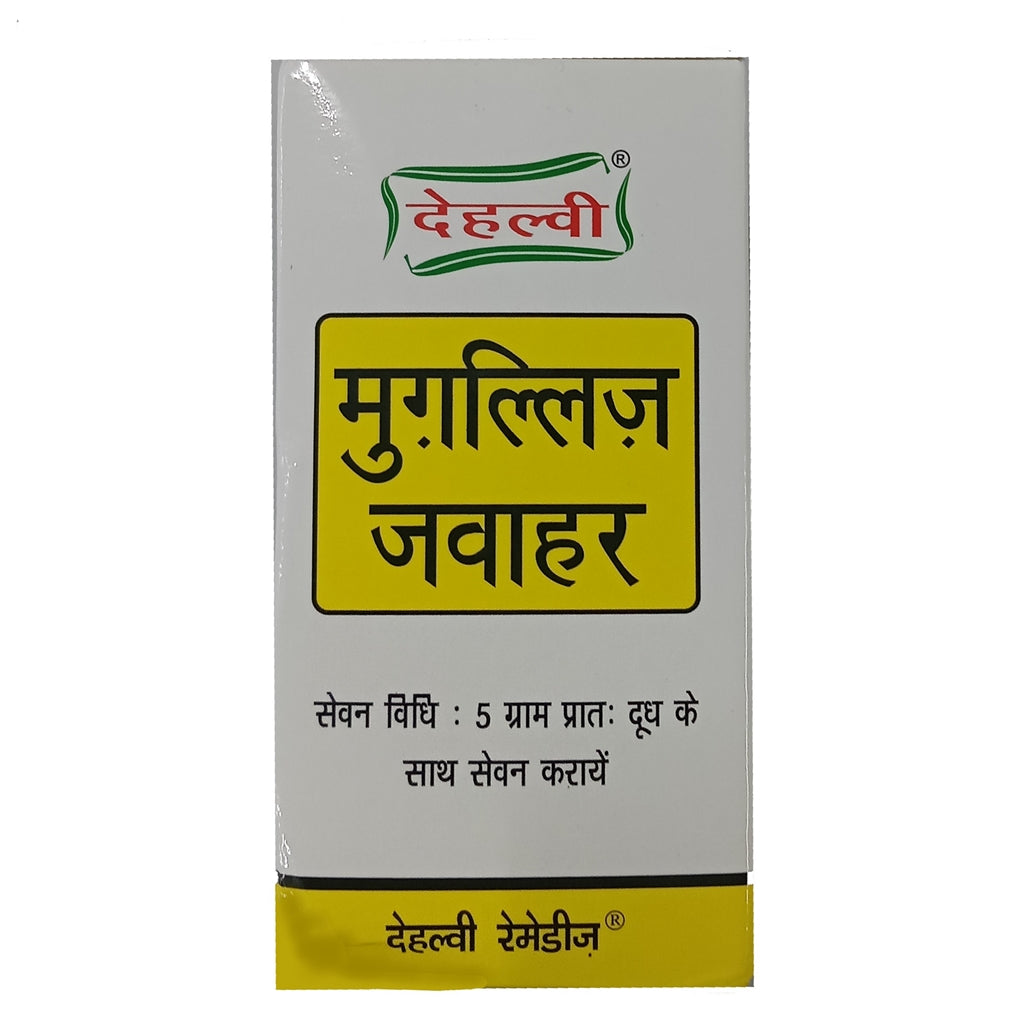 देहल्वी ®
मुग़ल्लिज़
जवाहर
सेवन विधि : 5 ग्राम प्रातः दूध के
साथ सेवन करायें
देहल्वी रेमेडीज़®